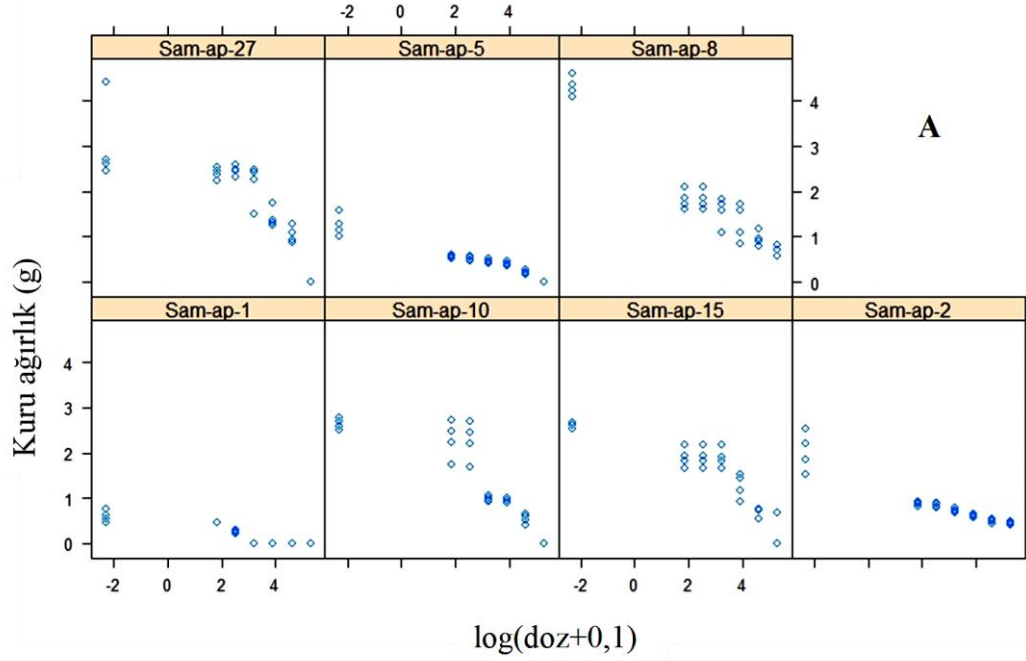 -2 0 2 4
Sam-ap-27 Sam-ap-5 Sam-ap-8
4
3
2
1
0
A
Kuru ağırlık (g)
Sam-ap-1 Sam-ap-10 Sam-ap-15 Sam-ap-2
4
3
2
1
0
-2 0 2 4 -2 0 2 4
log(doz+0,1)